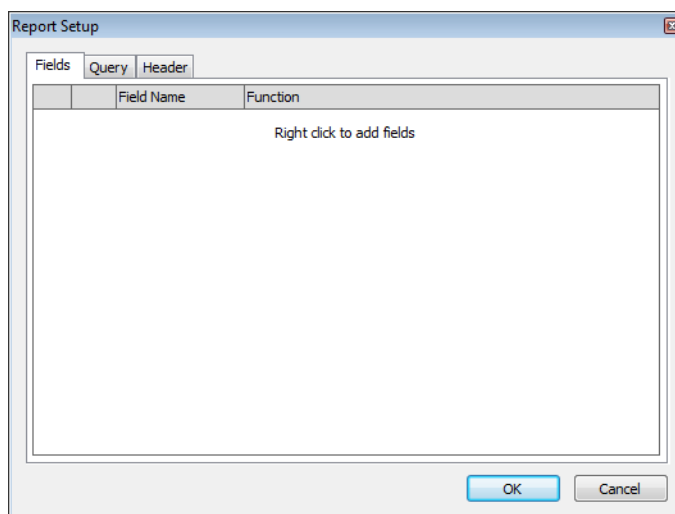 Report Setup
Fields Query Header
Field Name Function
Right click to add fields
OK Cancel